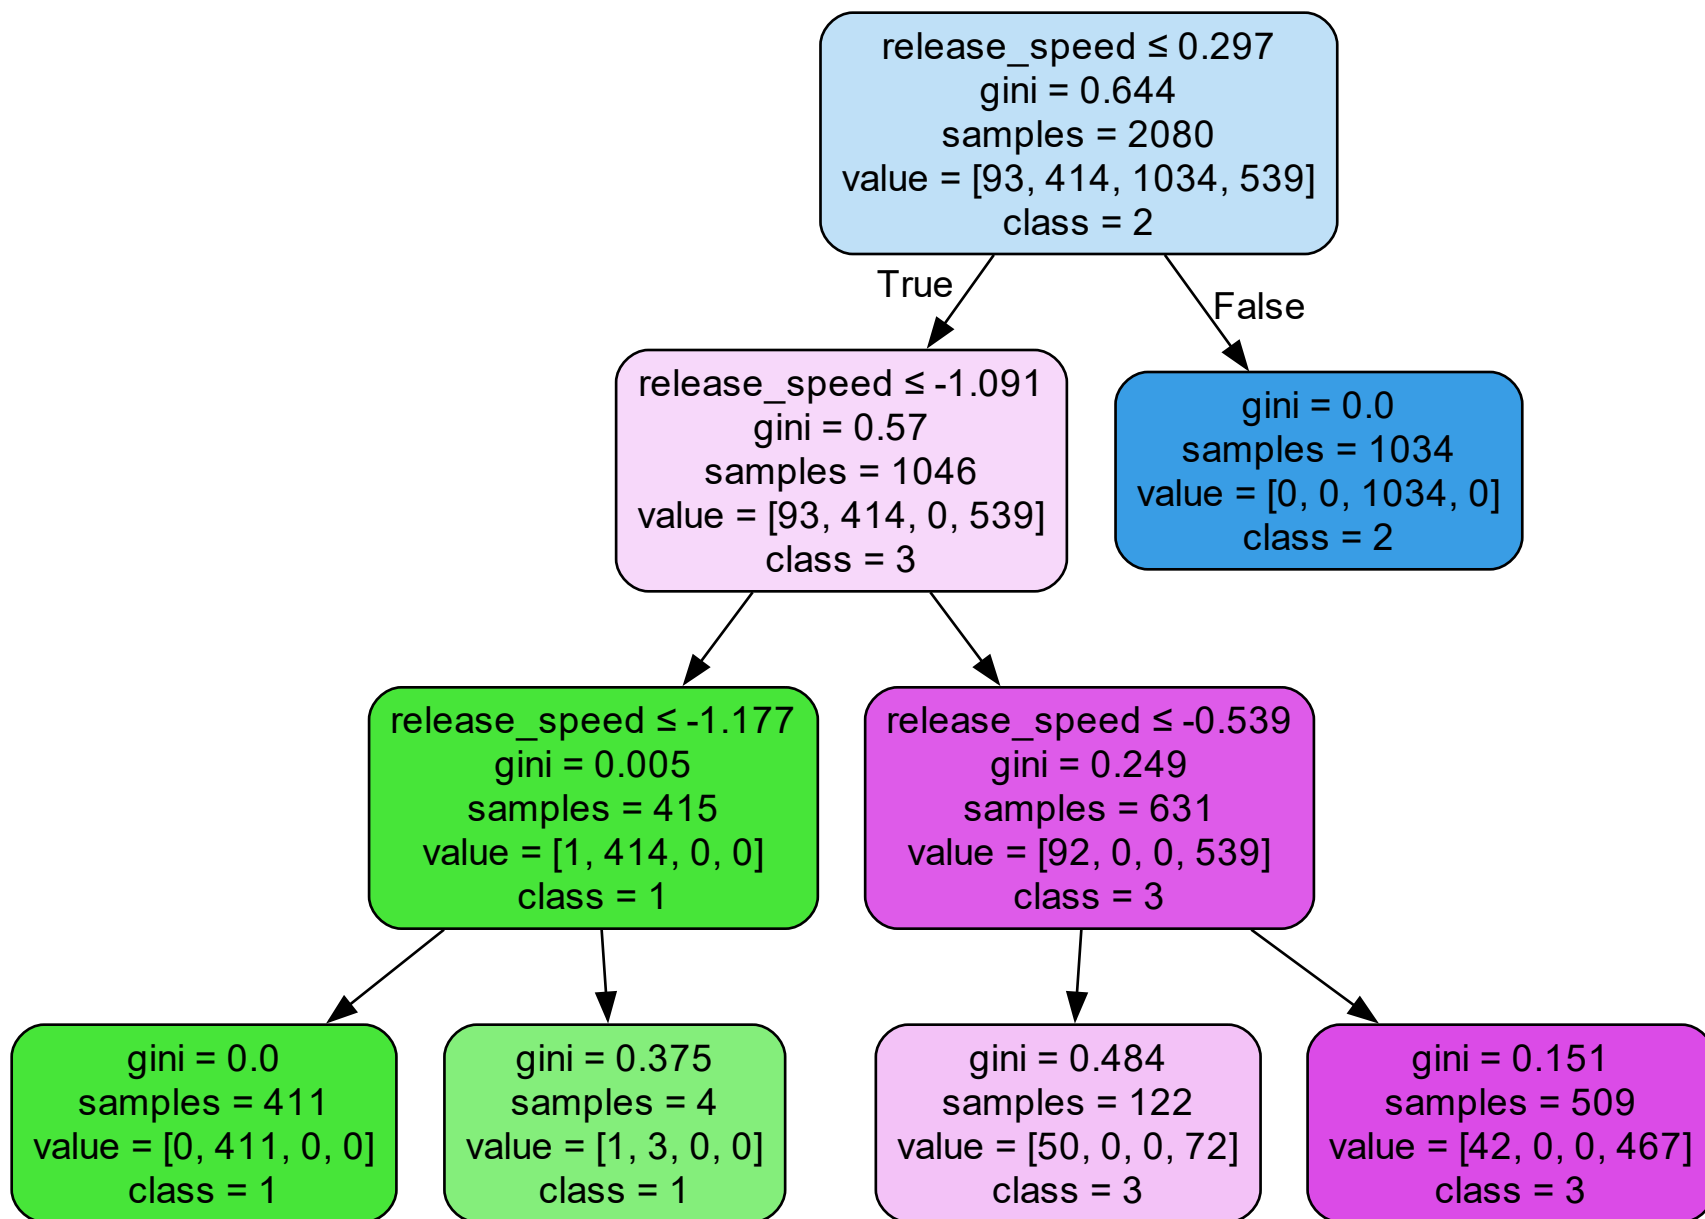 release_speed ≤ 0.297
gini = 0.644
samples = 2080
value = [93, 414, 1034, 539]
class = 2
True
False
release_speed ≤ -1.091
gini = 0.57
samples = 1046
value = [93, 414, 0, 539]
class = 3
gini = 0.0
samples = 1034
value = [0, 0, 1034, 0]
class = 2
release_speed ≤ -1.177
gini = 0.005
samples = 415
value = [1, 414, 0, 0]
class = 1
release_speed ≤ -0.539
gini = 0.249
samples = 631
value = [92, 0, 0, 539]
class = 3
gini = 0.0
samples = 411
value = [0, 411, 0, 0]
class = 1
gini = 0.375
samples = 4
value = [1, 3, 0, 0]
class = 1
gini = 0.484
samples = 122
value = [50, 0, 0, 72]
class = 3
gini = 0.151
samples = 509
value = [42, 0, 0, 467]
class = 3